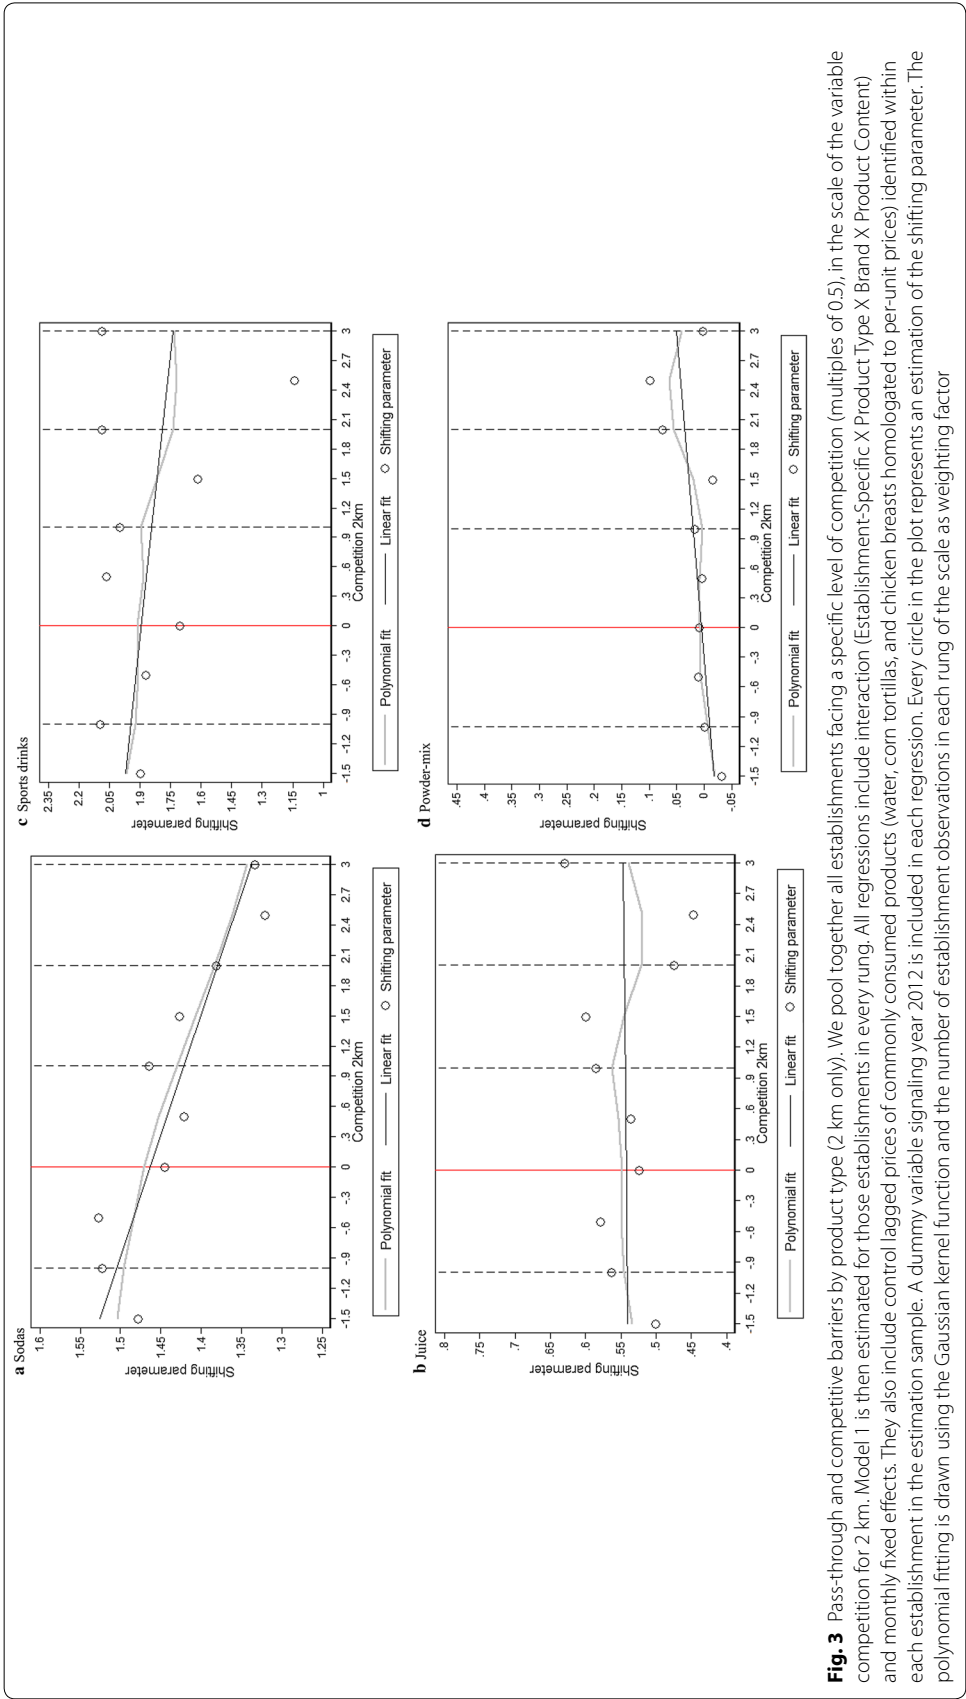 a Sodas
Shifting parameter
1.6
1.55
1.5
1.45
1.4
1.35
1.3
1.25
-1.5 -1.2 -.9 -.6 -.3 0 .3 .6 .9 1.2 1.5 1.8 2.1 2.4 2.7 3
Competition 2km
Polynomial fit Linear fit Shifting parameter
c Sports drinks
Shifting parameter
2.35
2.2
2.05
1.9
1.75
1.6
1.45
1.3
1.15
1
-1.5 -1.2 -.9 -.6 -.3 0 .3 .6 .9 1.2 1.5 1.8 2.1 2.4 2.7 3
Competition 2km
Polynomial fit Linear fit Shifting parameter
b Juice
Shifting parameter
.8
.75
.7
.65
.6
.55
.5
.45
.4
-1.5 -1.2 -.9 -.6 -.3 0 .3 .6 .9 1.2 1.5 1.8 2.1 2.4 2.7 3
Competition 2km
Polynomial fit Linear fit Shifting parameter
d Powder-mix
Shifting parameter
.45
.4
.35
.3
.25
.2
.15
.1
.05
0
-.05
-1.5 -1.2 -.9 -.6 -.3 0 .3 .6 .9 1.2 1.5 1.8 2.1 2.4 2.7 3
Competition 2km
Polynomial fit Linear fit Shifting parameter
Fig. 3 Pass-through and competitive barriers by product type (2 km only). We pool together all establishments facing a specific level of competition (multiples of 0.5), in the scale of the variable
competition for 2 km. Model 1 is then estimated for those establishments in every rung. All regressions include interaction (Establishment-Specific X Product Type X Brand X Product Content)
and monthly fixed effects. They also include control lagged prices of commonly consumed products (water, corn tortillas, and chicken breasts homologated to per-unit prices) identified within
each establishment in the estimation sample. A dummy variable signaling year 2012 is included in each regression. Every circle in the plot represents an estimation of the shifting parameter. The
polynomial fitting is drawn using the Gaussian kernel function and the number of establishment observations in each rung of the scale as weighting factor